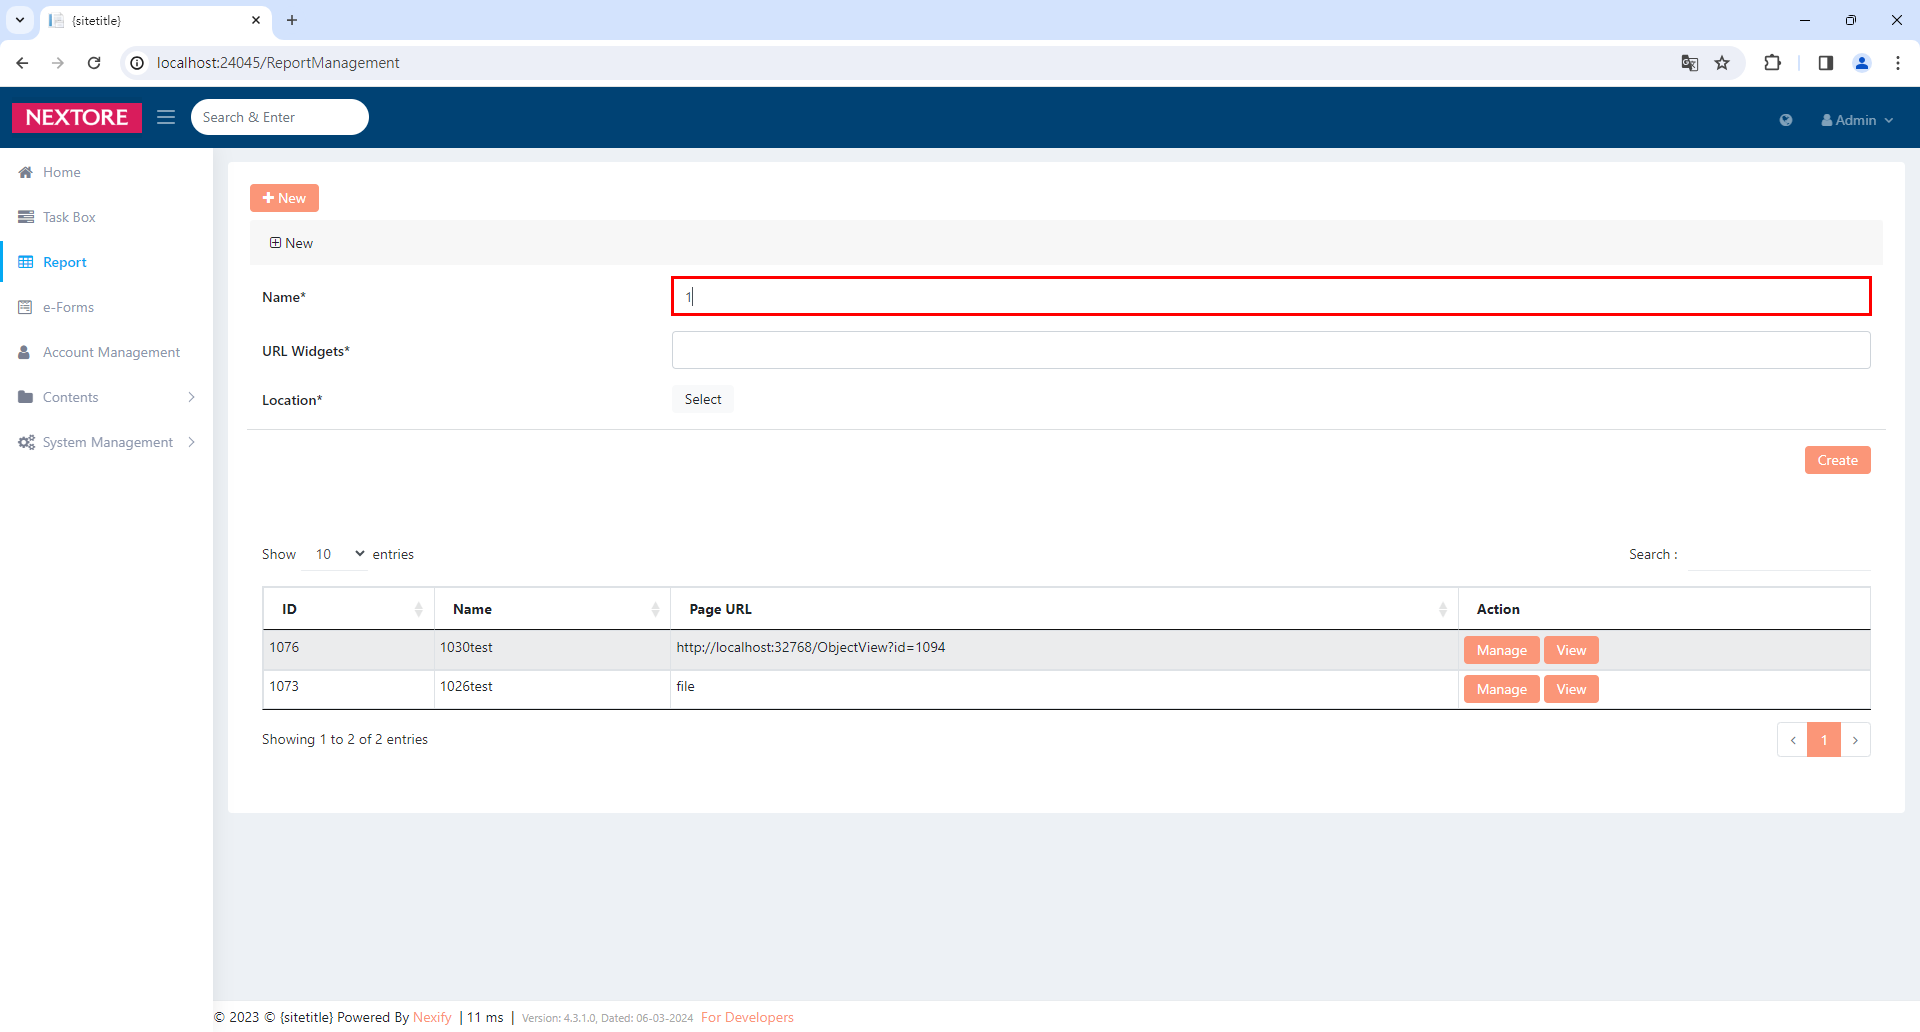 {sitetitle}
localhost:24045/ReportManagement
NEXTORE
Search & Enter
Admin
Home
Task Box
Report
e-Forms
Account Management
Contents
System Management
New
New
Name*
1
URL Widgets*
Location*
Select
Create
Show 10 entries
Search :
ID Name Page URL Action
1076 1030test http://localhost:32768/ObjectView?id=1094 Manage View
1073 1026test file Manage View
Showing 1 to 2 of 2 entries
< 1 >
© 2023 © {sitetitle} Powered By Nexify | 11 ms | Version: 4.3.1.0, Dated: 06-03-2024 For Developers